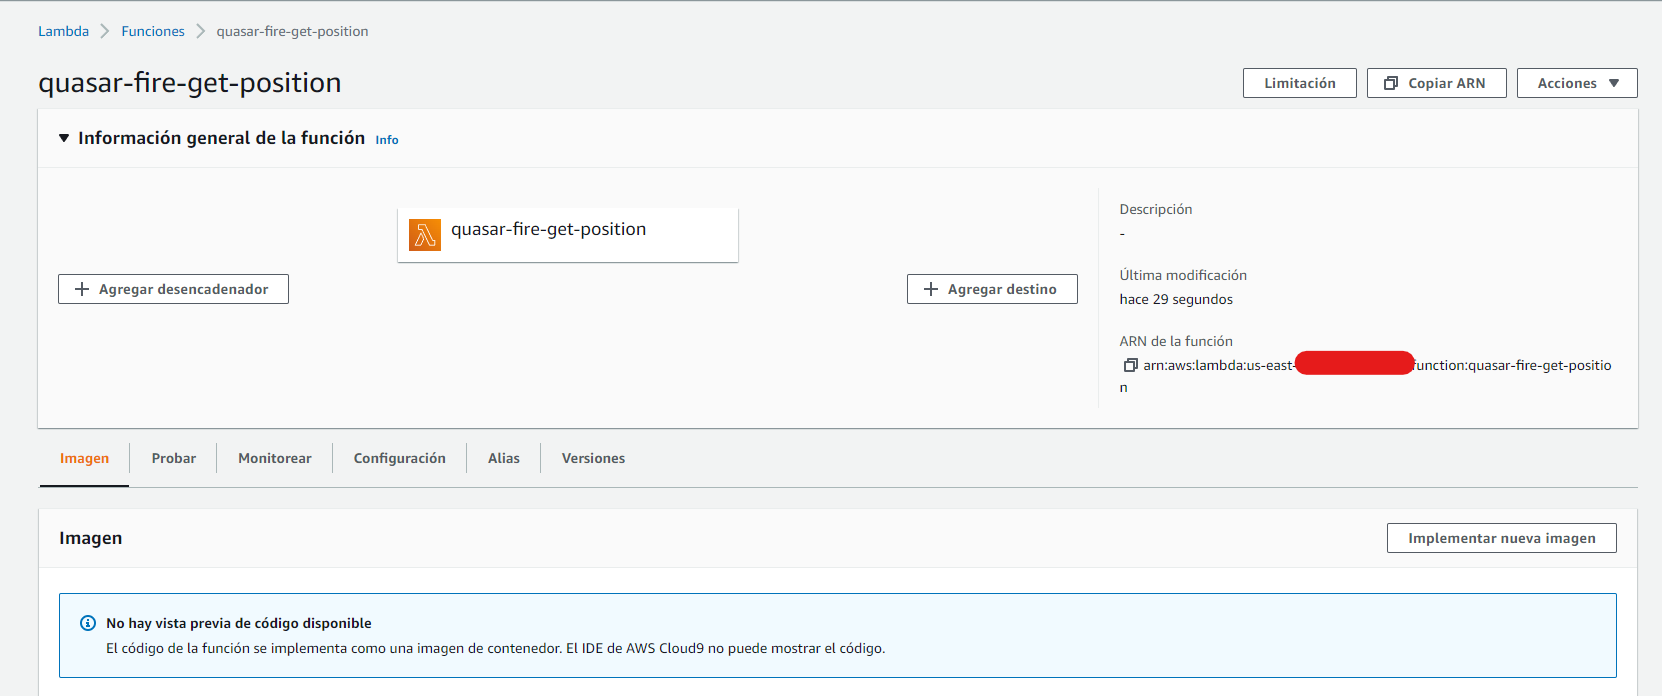 Lambda > Funciones > quasar-fire-get-position
quasar-fire-get-position
Limitación
Copiar ARN
Acciones
Información general de la función Info
quasar-fire-get-position
Agregar desencadenador
Agregar destino
Descripción
-
Última modificación
hace 29 segundos
ARN de la función
arn:aws:lambda:us-east- function:quasar-fire-get-positio
n
Imagen
Probar
Monitorear
Configuración
Alias
Versiones
Imagen
Implementar nueva imagen
No hay vista previa de código disponible
El código de la función se implementa como una imagen de contenedor. El IDE de AWS Cloud9 no puede mostrar el código.